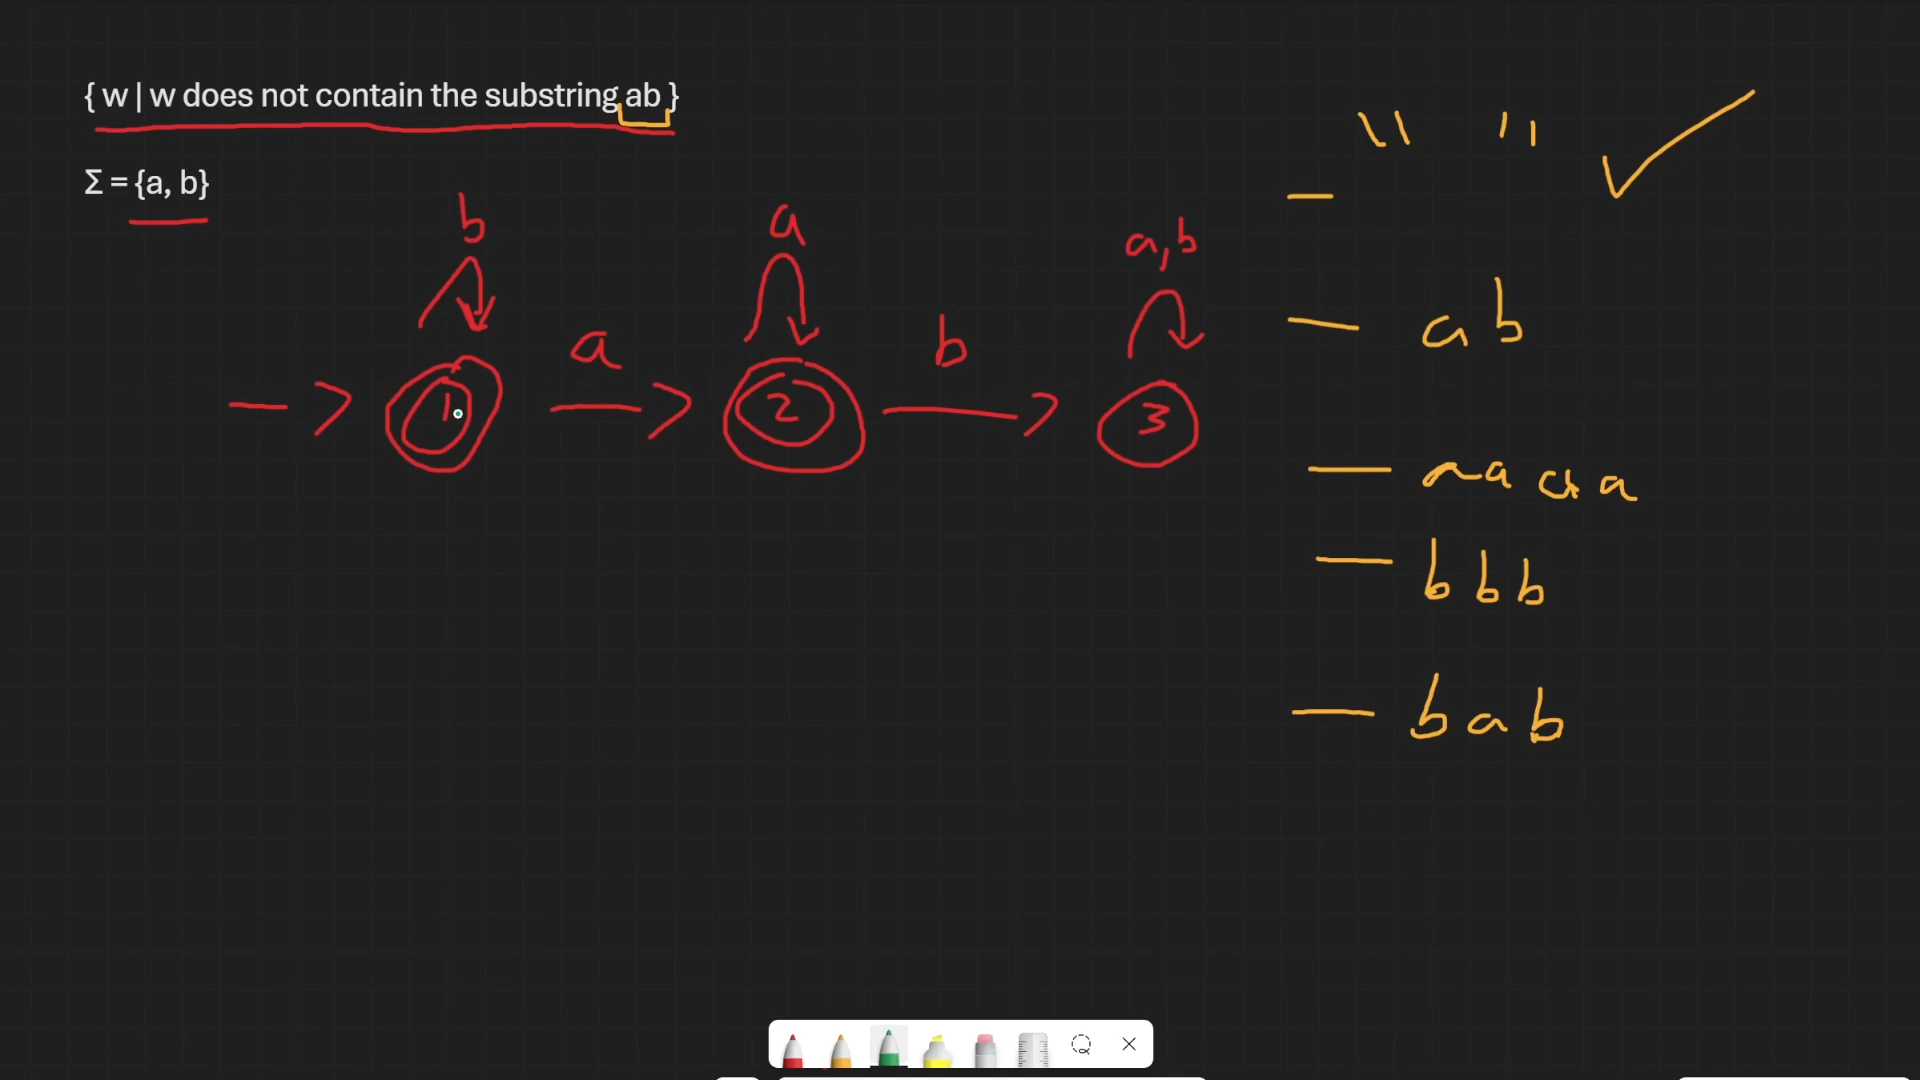 { w | w does not contain the substring ab }
Σ = {a, b}
b a a,b
a b
1 2 3
" "
ab
aaaa
bbb
bab